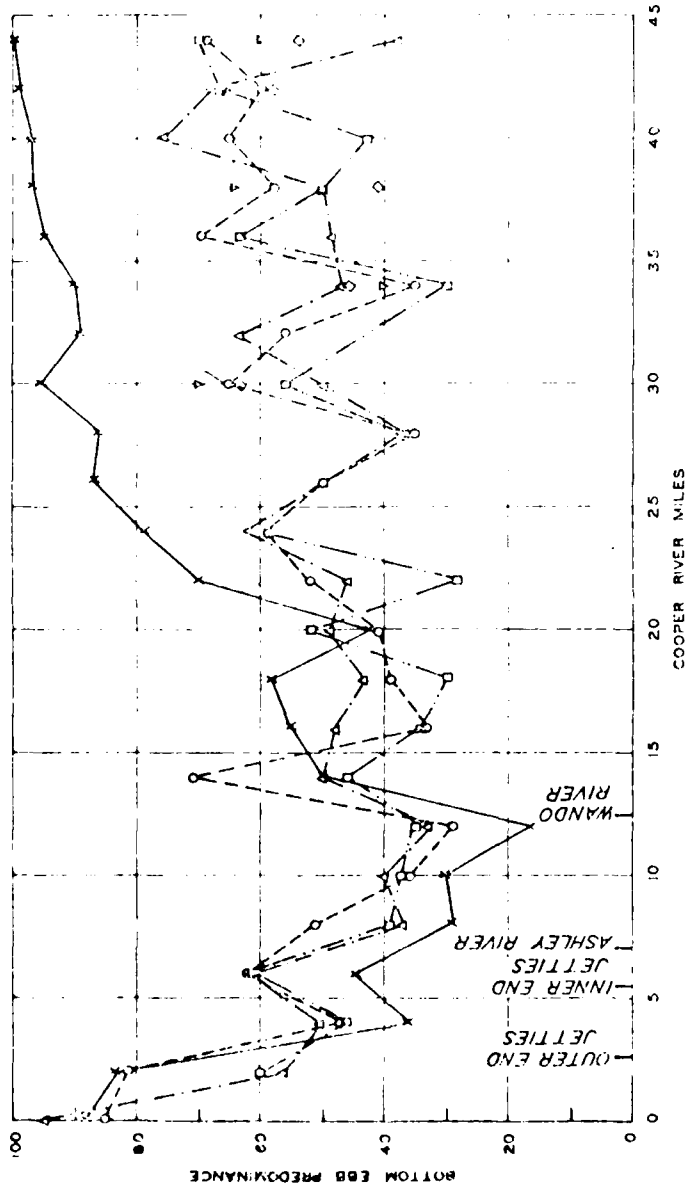 BOTTOM EBB PREDOMINANCE
100
80
60
40
20
0
OUTER END
JETTIES
INNER END
JETTIES
ASHLEY RIVER
WANDO
RIVER
0
5
10
15
20
25
30
35
40
45
COOPER RIVER MILES